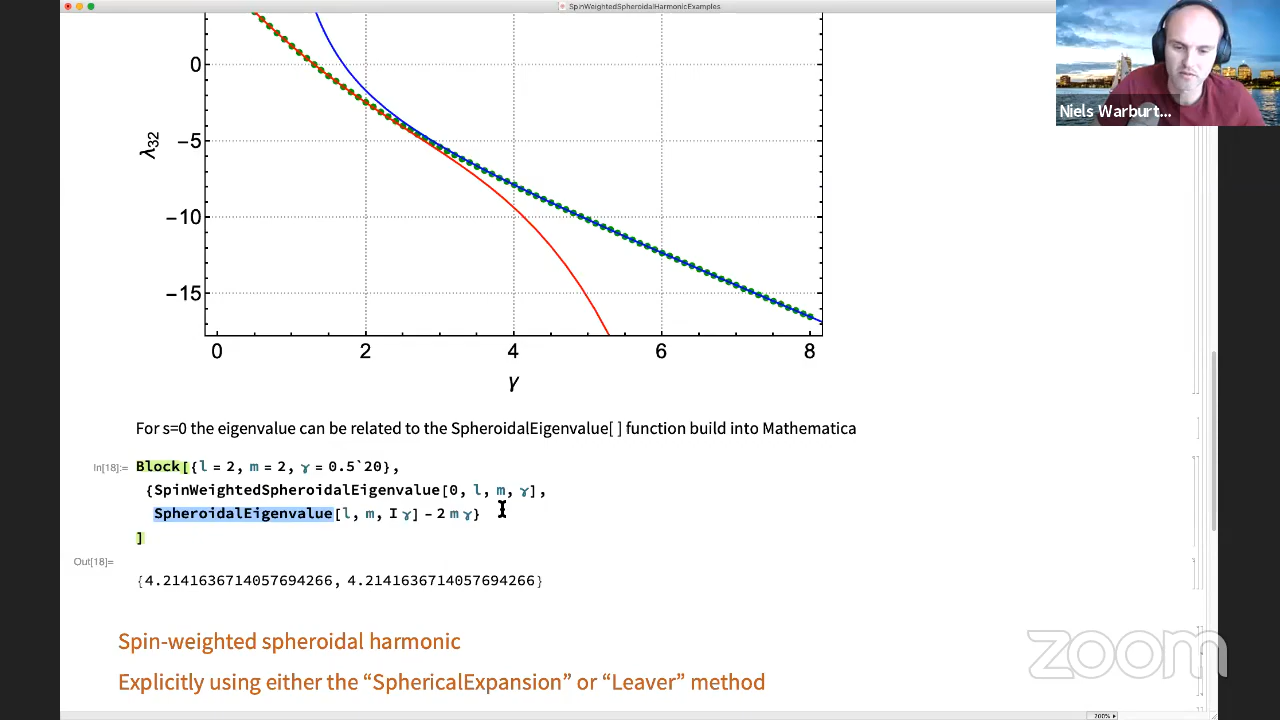 SpinWeightedSpheroidalHarmonicExamples
Niels Warburt...
0
−5
−10
−15
λ32
0 2 4 6 8
γ
For s=0 the eigenvalue can be related to the SpheroidalEigenvalue[ ] function build into Mathematica
In[18]:= Block[{l = 2, m = 2, γ = 0.5`20},
{SpinWeightedSpheroidalEigenvalue[0, l, m, γ],
SpheroidalEigenvalue[l, m, I γ] - 2 m γ}
]
Out[18]=
{4.2141636714057694266, 4.2141636714057694266}
Spin-weighted spheroidal harmonic
Explicitly using either the “SphericalExpansion” or “Leaver” method
zoom
200%